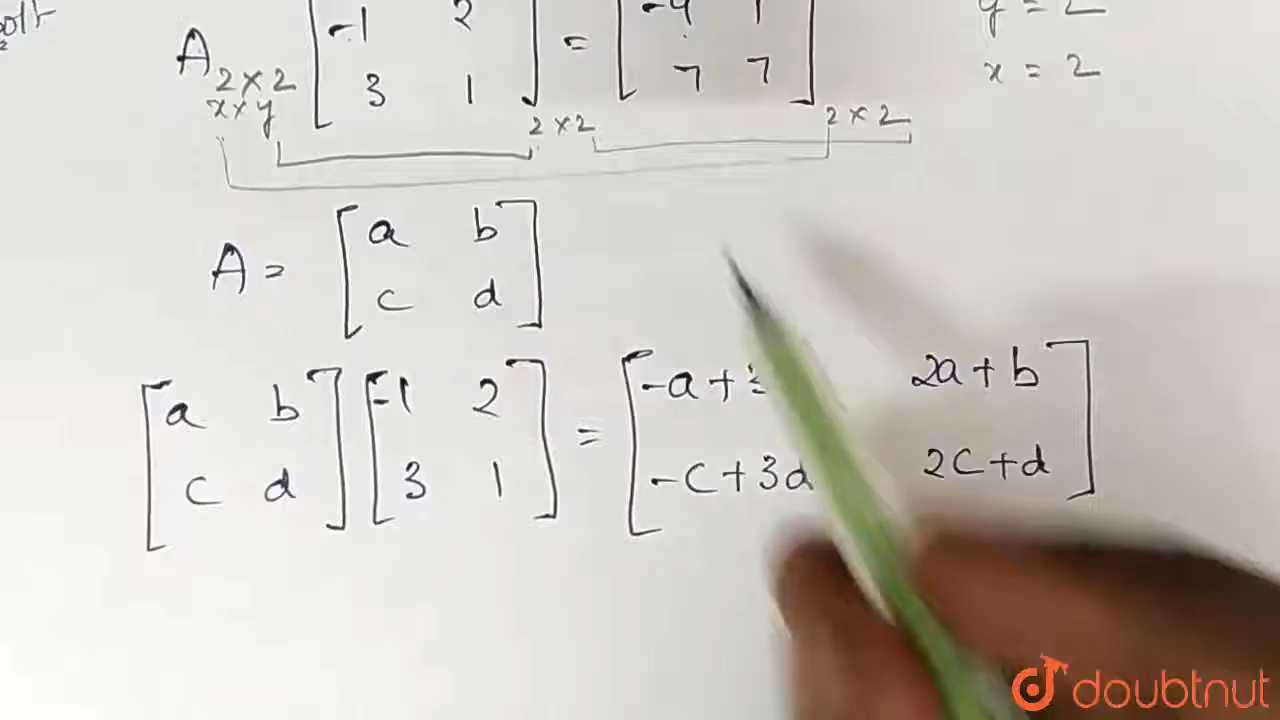 A2×2 [-1 2 = [-4 1 y = 2
x×y 3 1]2×2 7 7]2×2 x = 2
A = [a b
c d]
[a b [-1 2 = [-a + 2a + b
c d] 3 1] -c + 3d 2c + d]
doubtnut